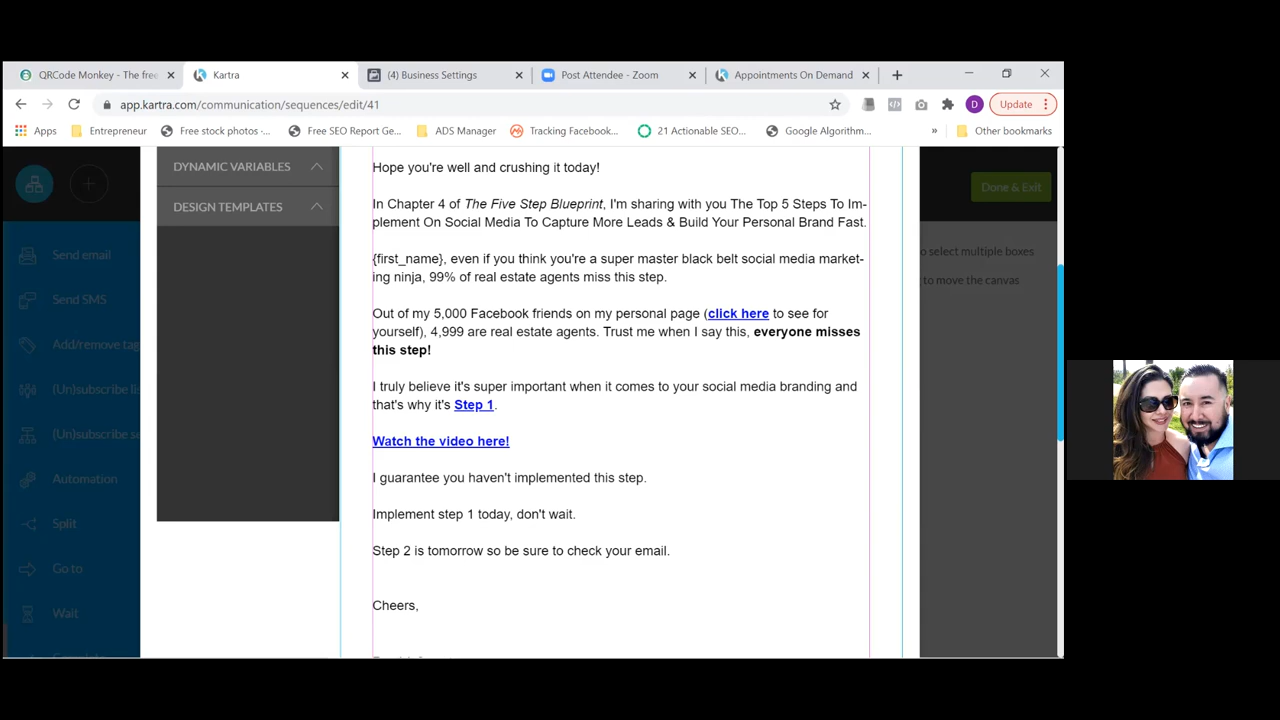 QRCode Monkey - The free
Kartra
(4) Business Settings
Post Attendee - Zoom
Appointments On Demand
app.kartra.com/communication/sequences/edit/41
D
Update
Apps
Entrepreneur
Free stock photos -...
Free SEO Report Ge...
ADS Manager
Tracking Facebook...
21 Actionable SEO...
Google Algorithm...
»
Other bookmarks
DYNAMIC VARIABLES
DESIGN TEMPLATES
Done & Exit
Send email
Send SMS
Add/remove tag
(Un)subscribe lis
(Un)subscribe se
Automation
Split
Go to
Wait
o select multiple boxes
to move the canvas
Hope you're well and crushing it today!
In Chapter 4 of The Five Step Blueprint, I'm sharing with you The Top 5 Steps To Im-
plement On Social Media To Capture More Leads & Build Your Personal Brand Fast.
{first_name}, even if you think you're a super master black belt social media market-
ing ninja, 99% of real estate agents miss this step.
Out of my 5,000 Facebook friends on my personal page (click here to see for
yourself), 4,999 are real estate agents. Trust me when I say this, everyone misses
this step!
I truly believe it's super important when it comes to your social media branding and
that's why it's Step 1.
Watch the video here!
I guarantee you haven't implemented this step.
Implement step 1 today, don't wait.
Step 2 is tomorrow so be sure to check your email.
Cheers,